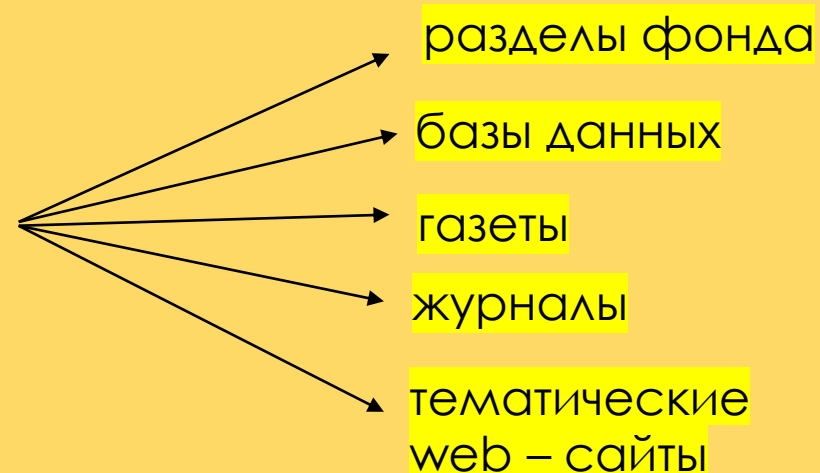 разделы фонда
базы данных
газеты
журналы
тематические
web – сайты